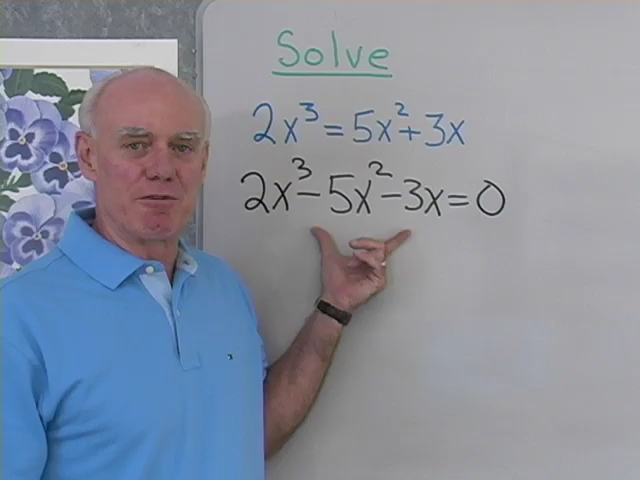 Solve
2x³ = 5x² + 3x
2x³ - 5x² - 3x = 0